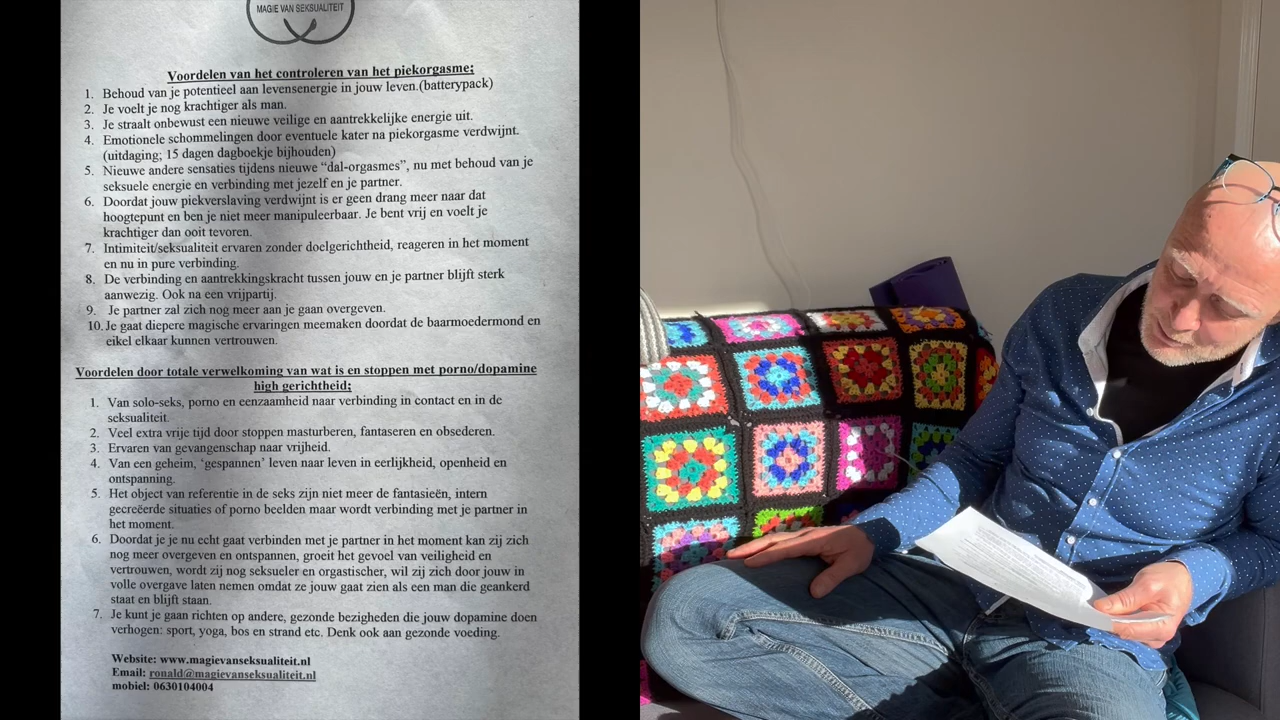 MAGIE VAN SEKSUALITEIT
Voordelen van het controleren van het piekorgasme;
1. Behoud van je potentieel aan levensenergie in jouw leven.(batterypack)
2. Je voelt je nog krachtiger als man.
3. Je straalt onbewust een nieuwe veilige en aantrekkelijke energie uit.
4. Emotionele schommelingen door eventuele kater na piekorgasme verdwijnt.
(uitdaging; 15 dagen dagboekje bijhouden)
5. Nieuwe andere sensaties tijdens nieuwe “dal-orgasmes”, nu met behoud van je
seksuele energie en verbinding met jezelf en je partner.
6. Doordat jouw piekverslaving verdwijnt is er geen drang meer naar dat
hoogtepunt en ben je niet meer manipuleerbaar. Je bent vrij en voelt je
krachtiger dan ooit tevoren.
7. Intimiteit/seksualiteit ervaren zonder doelgerichtheid, reageren in het moment
en nu in pure verbinding.
8. De verbinding en aantrekkingskracht tussen jouw en je partner blijft sterk
aanwezig. Ook na een vrijpartij.
9. Je partner zal zich nog meer aan je gaan overgeven.
10. Je gaat diepere magische ervaringen meemaken doordat de baarmoedermond en
eikel elkaar kunnen vertrouwen.
Voordelen door totale verwelkoming van wat is en stoppen met porno/dopamine
high gerichtheid;
1. Van solo-seks, porno en eenzaamheid naar verbinding in contact en in de
seksualiteit.
2. Veel extra vrije tijd door stoppen masturberen, fantaseren en obsederen.
3. Ervaren van gevangenschap naar vrijheid.
4. Van een geheim, ‘gespannen’ leven naar leven in eerlijkheid, openheid en
ontspanning.
5. Het object van referentie in de seks zijn niet meer de fantasieën, intern
gecreëerde situaties of porno beelden maar wordt verbinding met je partner in
het moment.
6. Doordat je je nu echt gaat verbinden met je partner in het moment kan zij zich
nog meer overgeven en ontspannen, groeit het gevoel van veiligheid en
vertrouwen, wordt zij nog seksueler en orgastischer, wil zij zich door jouw in
volle overgave laten nemen omdat ze jouw gaat zien als een man die geankerd
staat en blijft staan.
7. Je kunt je gaan richten op andere, gezonde bezigheden die jouw dopamine doen
verhogen: sport, yoga, bos en strand etc. Denk ook aan gezonde voeding.
Website: www.magievanseksualiteit.nl
Email: ronald@magievanseksualiteit.nl
mobiel: 0630104004